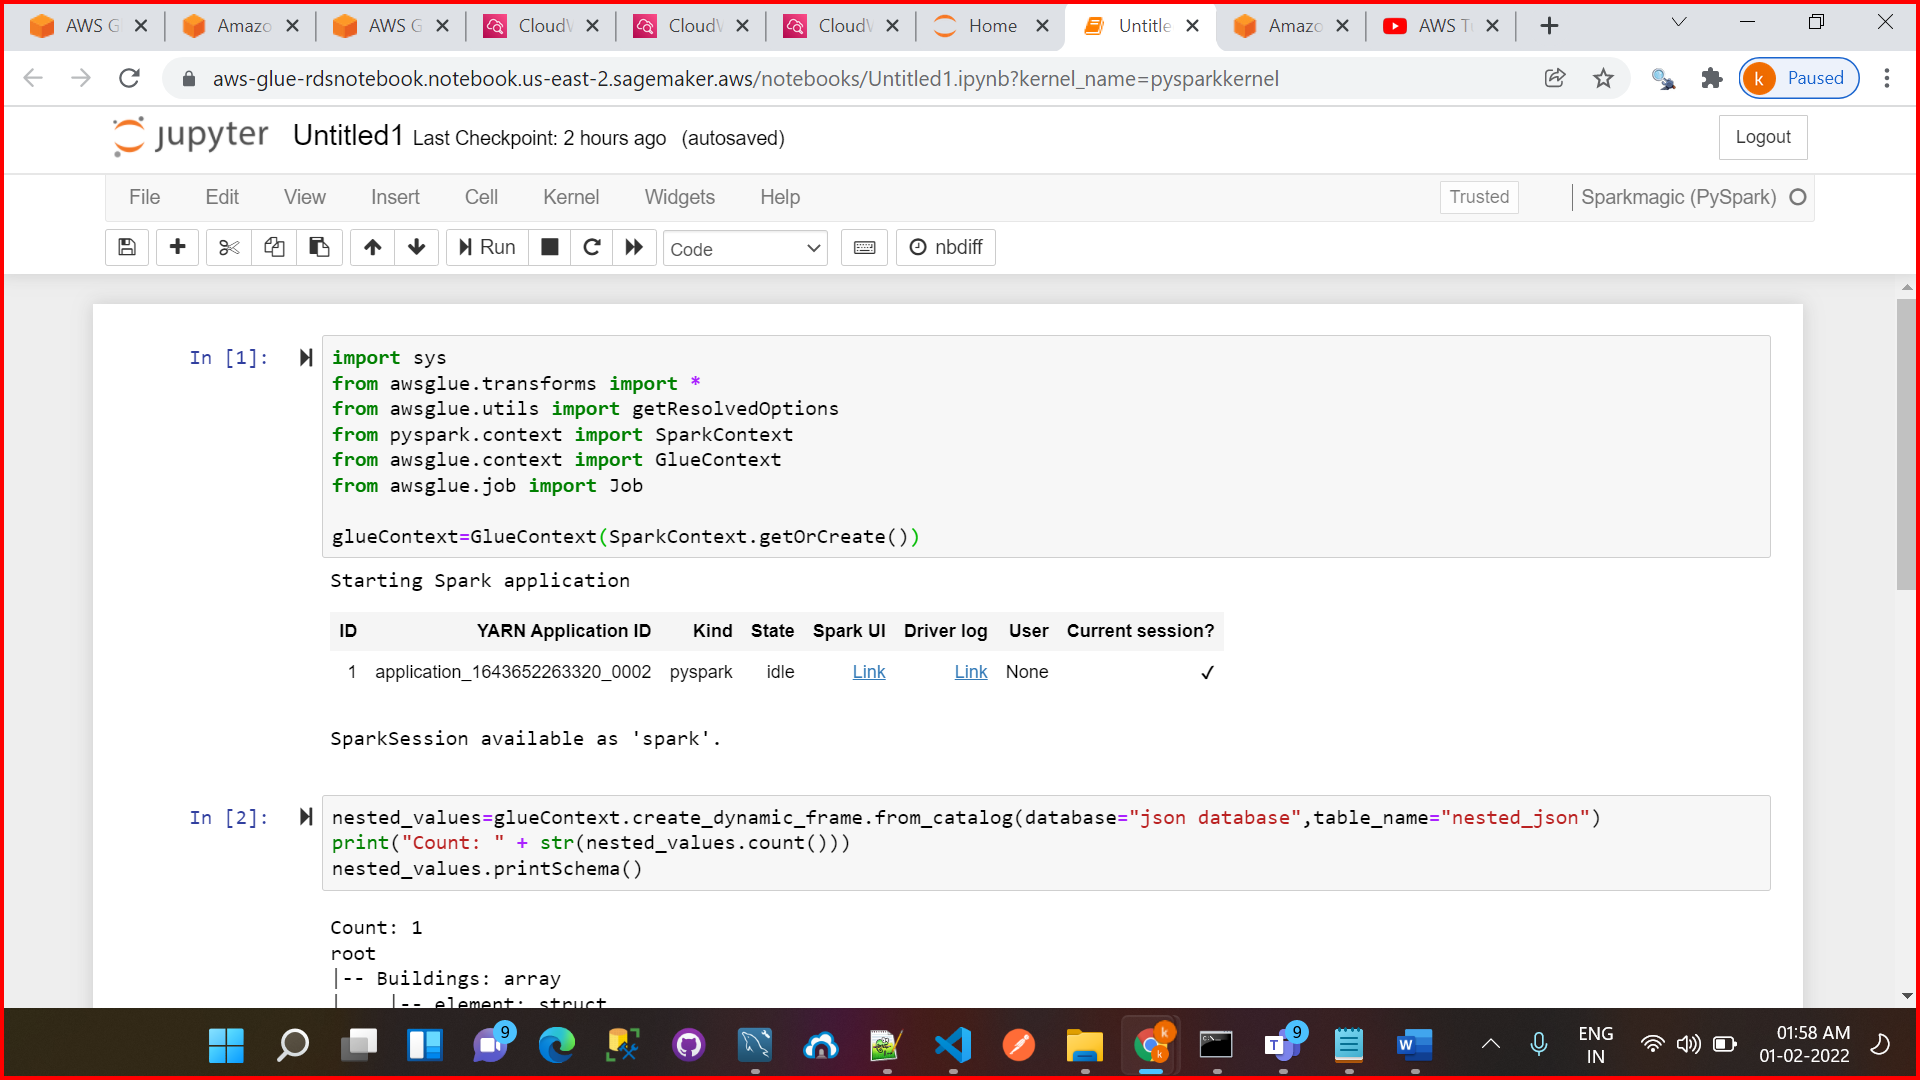 AWS G
Amazo
AWS G
CloudW
CloudW
CloudW
Home
Untitle
Amazo
AWS T
aws-glue-rdsnotebook.notebook.us-east-2.sagemaker.aws/notebooks/Untitled1.ipynb?kernel_name=pysparkkernel
k
Paused
jupyter Untitled1 Last Checkpoint: 2 hours ago (autosaved)
Logout
File Edit View Insert Cell Kernel Widgets Help
Trusted
Sparkmagic (PySpark)
Run
Code
nbdiff
In [1]:
import sys
from awsglue.transforms import *
from awsglue.utils import getResolvedOptions
from pyspark.context import SparkContext
from awsglue.context import GlueContext
from awsglue.job import Job
glueContext=GlueContext(SparkContext.getOrCreate())
Starting Spark application
ID YARN Application ID Kind State Spark UI Driver log User Current session?
1 application_1643652263320_0002 pyspark idle Link Link None ✓
SparkSession available as 'spark'.
In [2]:
nested_values=glueContext.create_dynamic_frame.from_catalog(database="json database",table_name="nested_json")
print("Count: " + str(nested_values.count()))
nested_values.printSchema()
Count: 1
root
|-- Buildings: array
|    |-- element: struct
9
9
ENG
IN
01:58 AM
01-02-2022